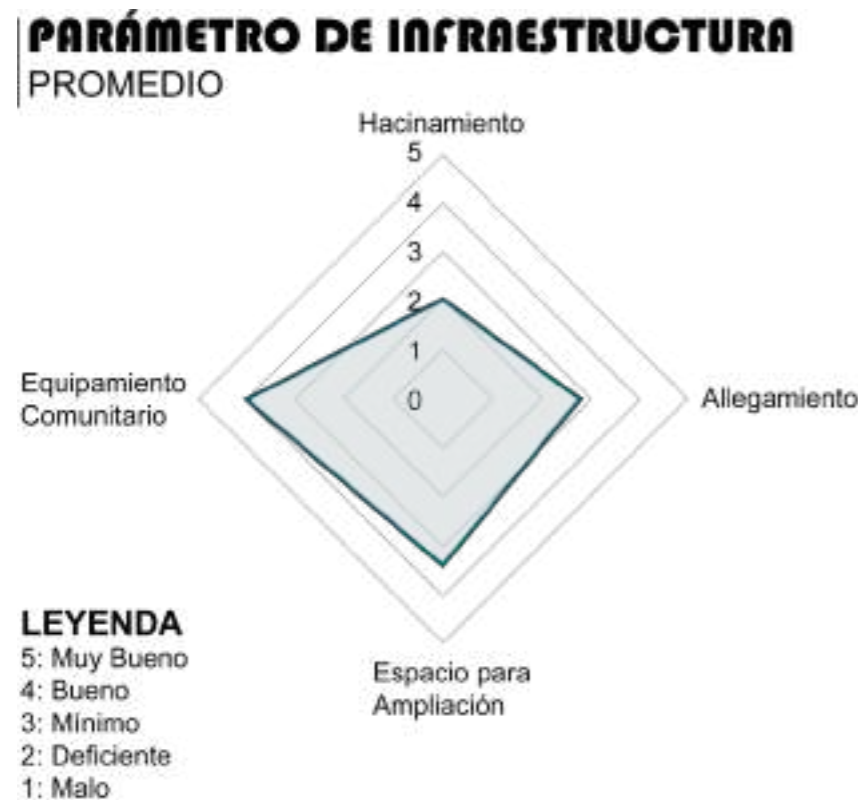 PARÁMETRO DE INFRAESTRUCTURA
PROMEDIO
Hacinamiento
5
4
3
2
1
0
Equipamiento
Comunitario
Allegamiento
Espacio para
Ampliación
LEYENDA
5: Muy Bueno
4: Bueno
3: Mínimo
2: Deficiente
1: Malo